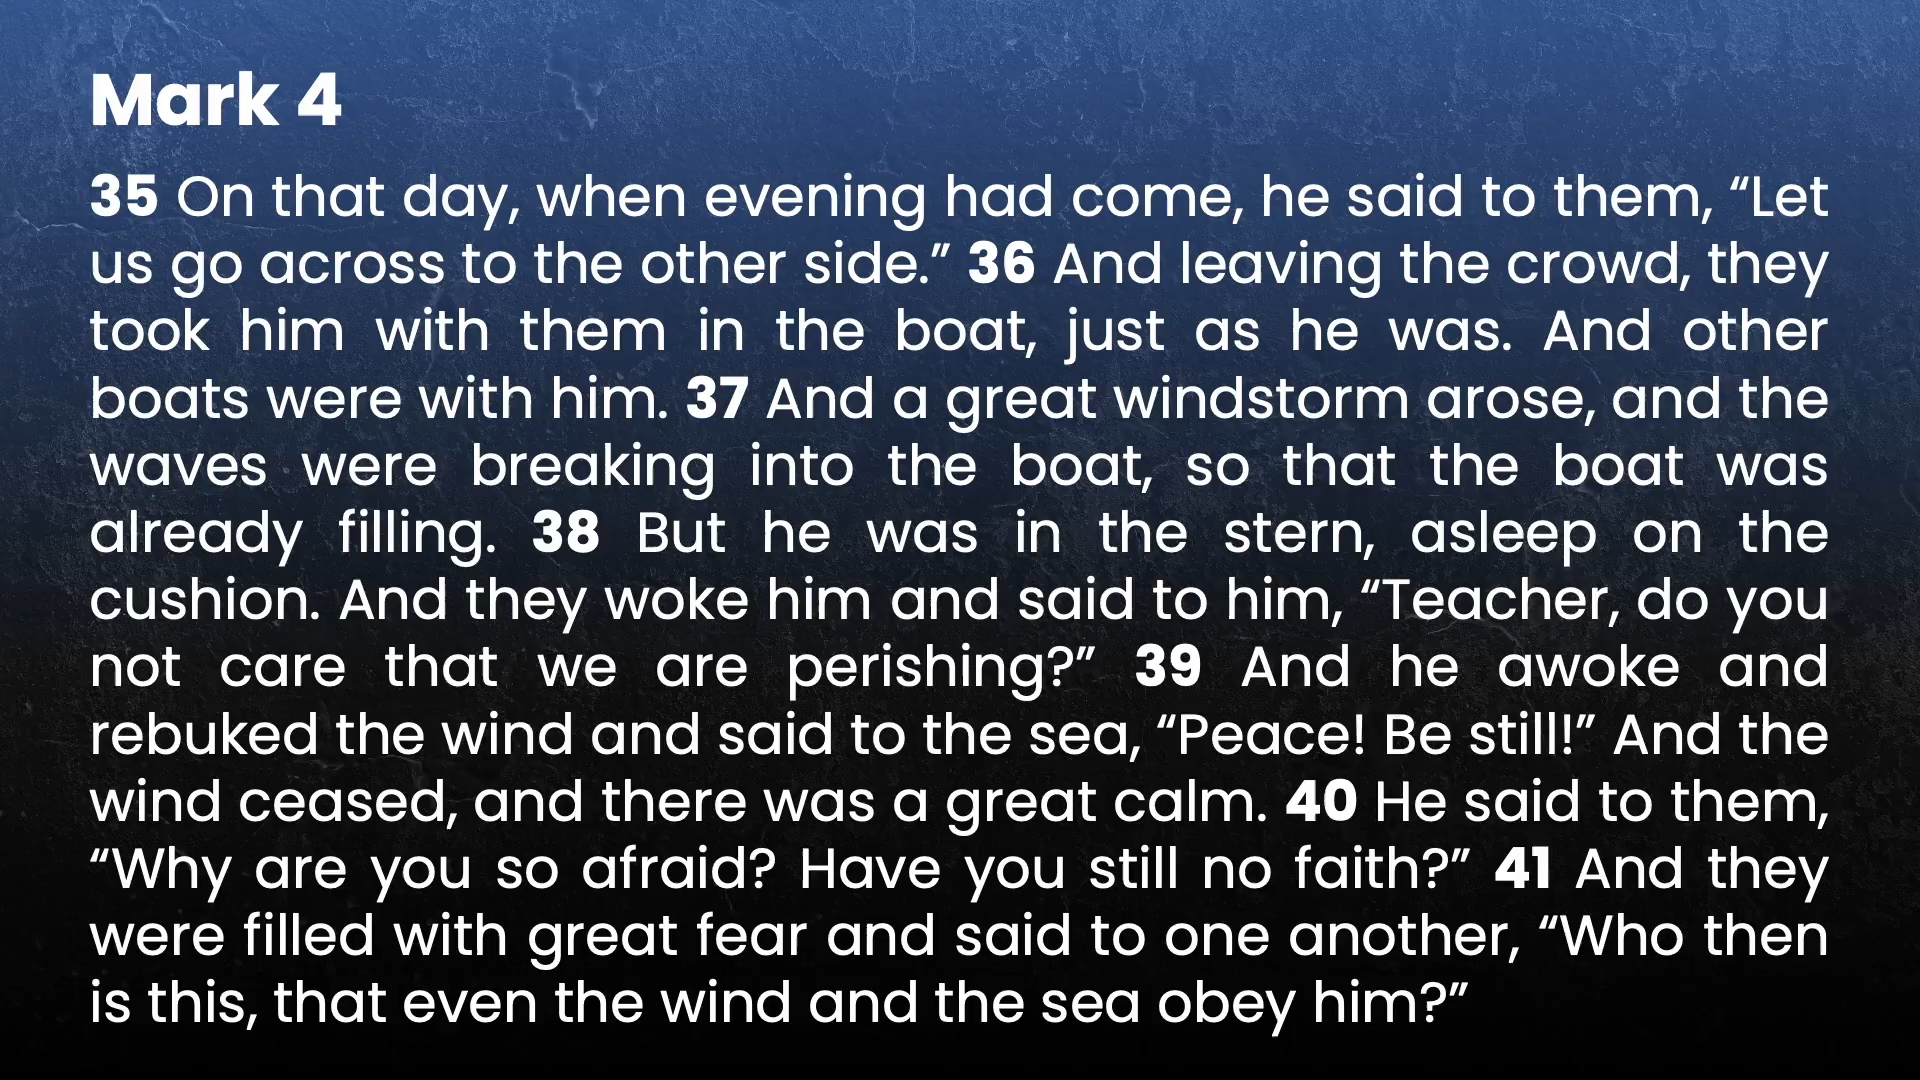 Mark 4
35 On that day, when evening had come, he said to them, “Let
us go across to the other side.” 36 And leaving the crowd, they
took him with them in the boat, just as he was. And other
boats were with him. 37 And a great windstorm arose, and the
waves were breaking into the boat, so that the boat was
already filling. 38 But he was in the stern, asleep on the
cushion. And they woke him and said to him, “Teacher, do you
not care that we are perishing?” 39 And he awoke and
rebuked the wind and said to the sea, “Peace! Be still!” And the
wind ceased, and there was a great calm. 40 He said to them,
“Why are you so afraid? Have you still no faith?” 41 And they
were filled with great fear and said to one another, “Who then
is this, that even the wind and the sea obey him?”